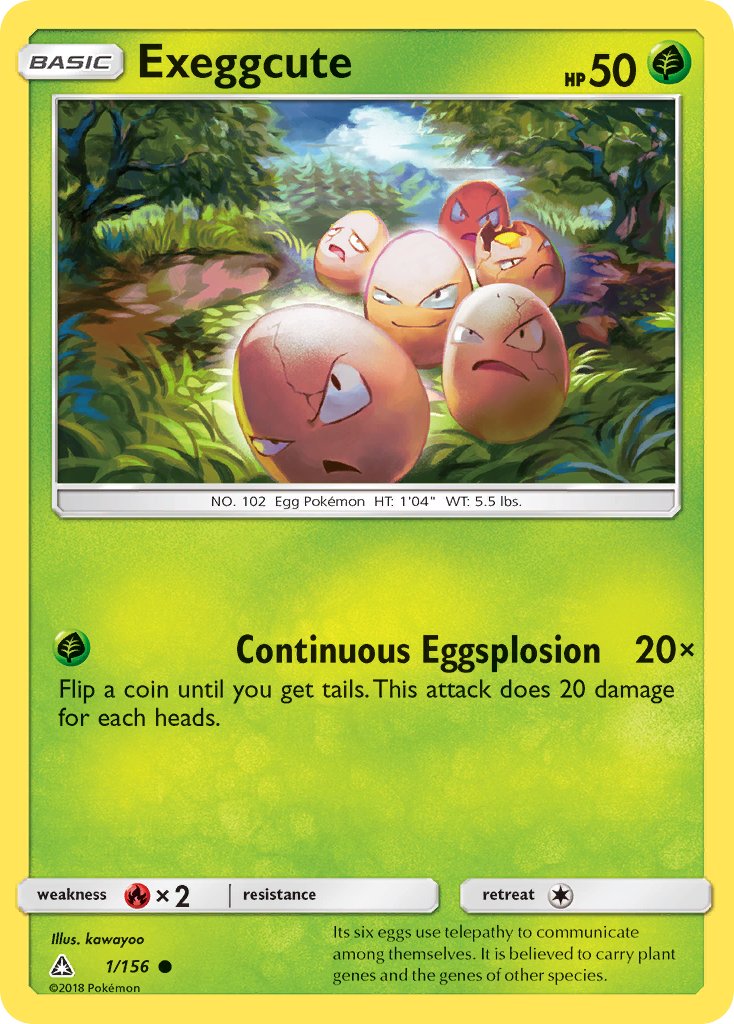 BASIC Exeggcute HP 50
NO. 102 Egg Pokémon HT: 1'04" WT: 5.5 lbs.
Continuous Eggsplosion 20×
Flip a coin until you get tails. This attack does 20 damage
for each heads.
weakness × 2 resistance retreat
Illus. kawayoo
1/156
©2018 Pokémon
Its six eggs use telepathy to communicate
among themselves. It is believed to carry plant
genes and the genes of other species.